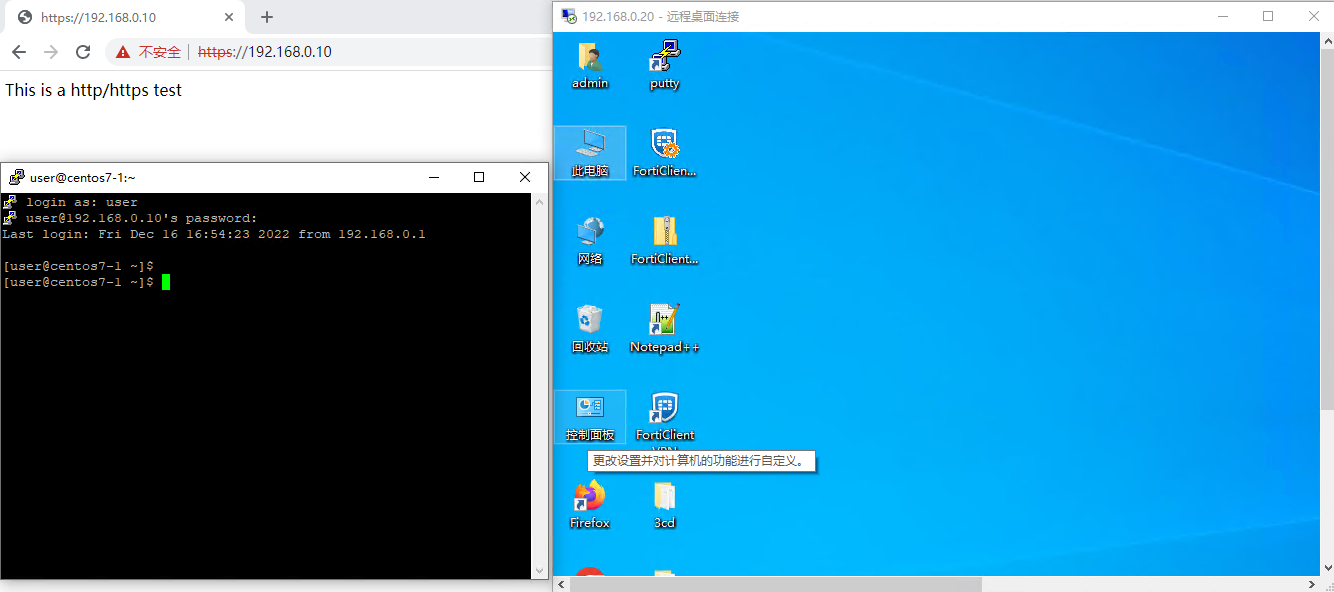 https://192.168.0.10
不安全 https://192.168.0.10
This is a http/https test
user@centos7-1:~
login as: user
user@192.168.0.10's password:
Last login: Fri Dec 16 16:54:23 2022 from 192.168.0.1
[user@centos7-1 ~]$
[user@centos7-1 ~]$
192.168.0.20 - 远程桌面连接
admin
putty
此电脑
FortiClien...
网络
FortiClient...
回收站
Notepad++
控制面板
FortiClient
更改设置并对计算机的功能进行自定义。
Firefox
3cd